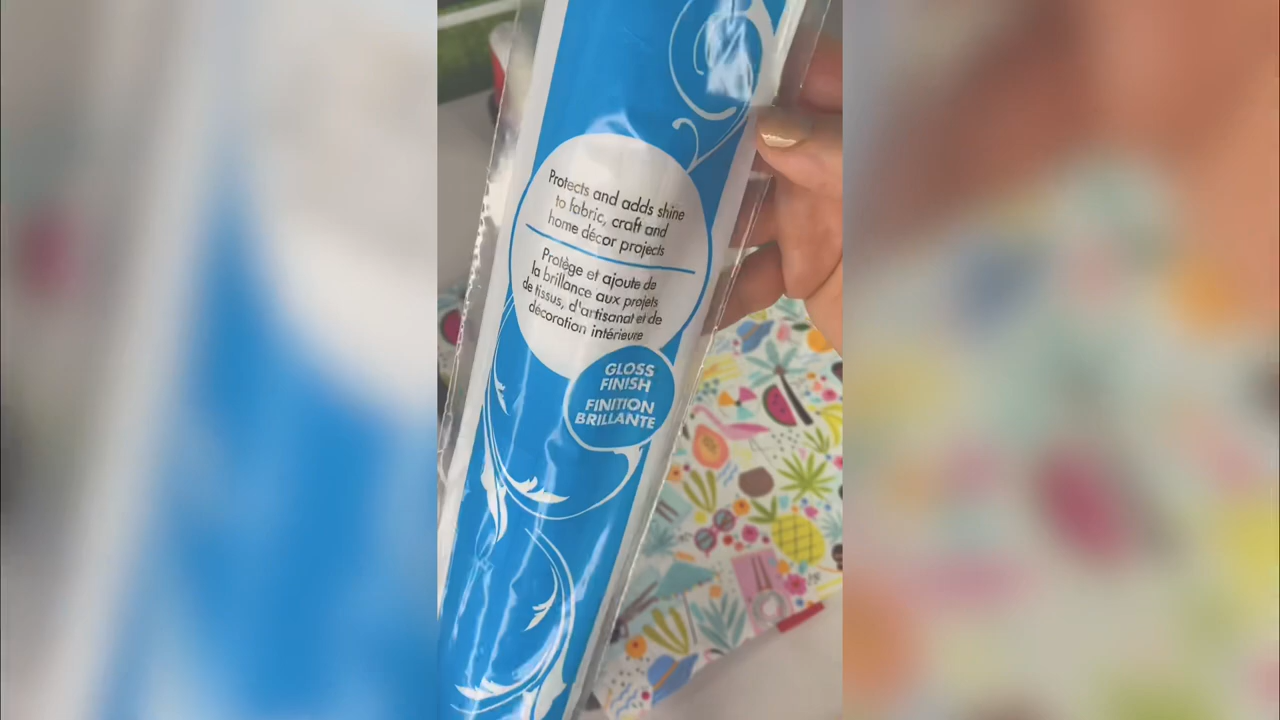 Protects and adds shine
to fabric, craft and
home décor projects
Protège et ajoute de
la brillance aux projets
de tissus, d'artisanat et de
décoration intérieure
GLOSS
FINISH
FINITION
BRILLANTE